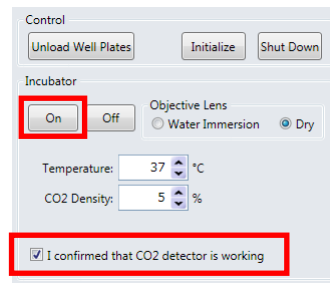 Control
Unload Well Plates Initialize Shut Down
Incubator
On Off
Objective Lens
Water Immersion Dry
Temperature: 37 °C
CO2 Density: 5 %
I confirmed that CO2 detector is working